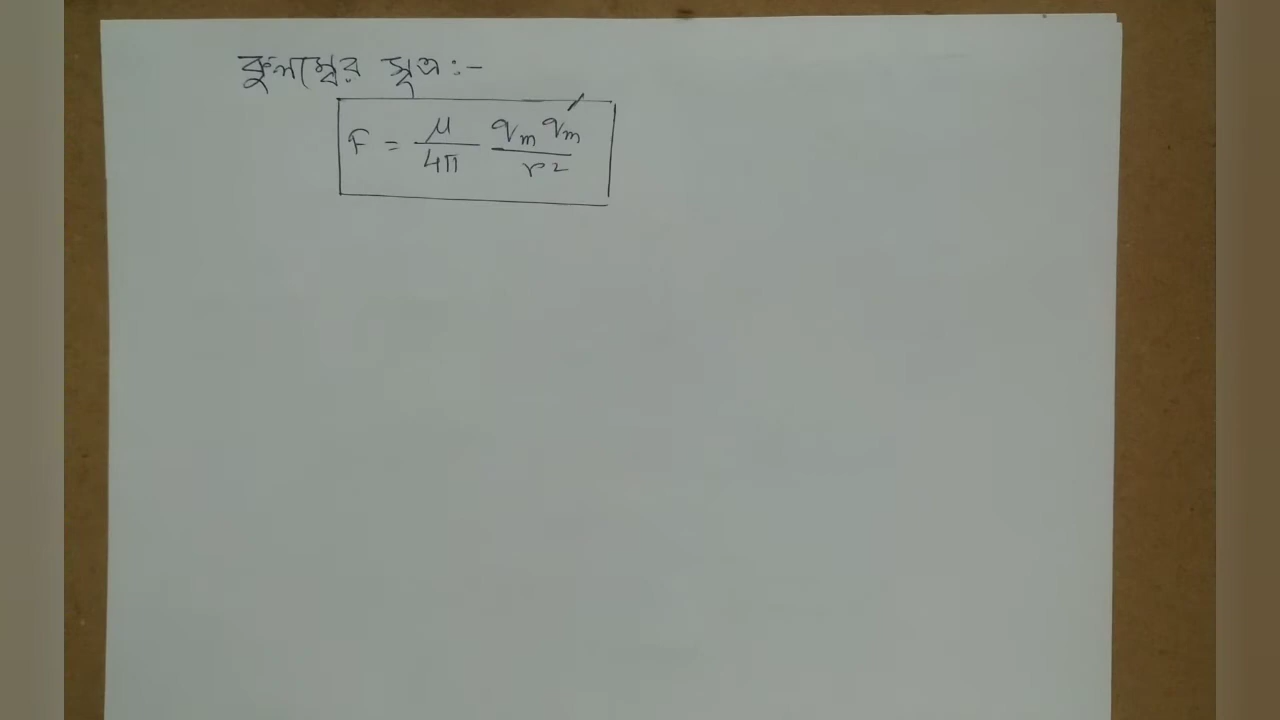 কুলম্বের সূত্র :-
F = μ/4π q_m q_m′/r²